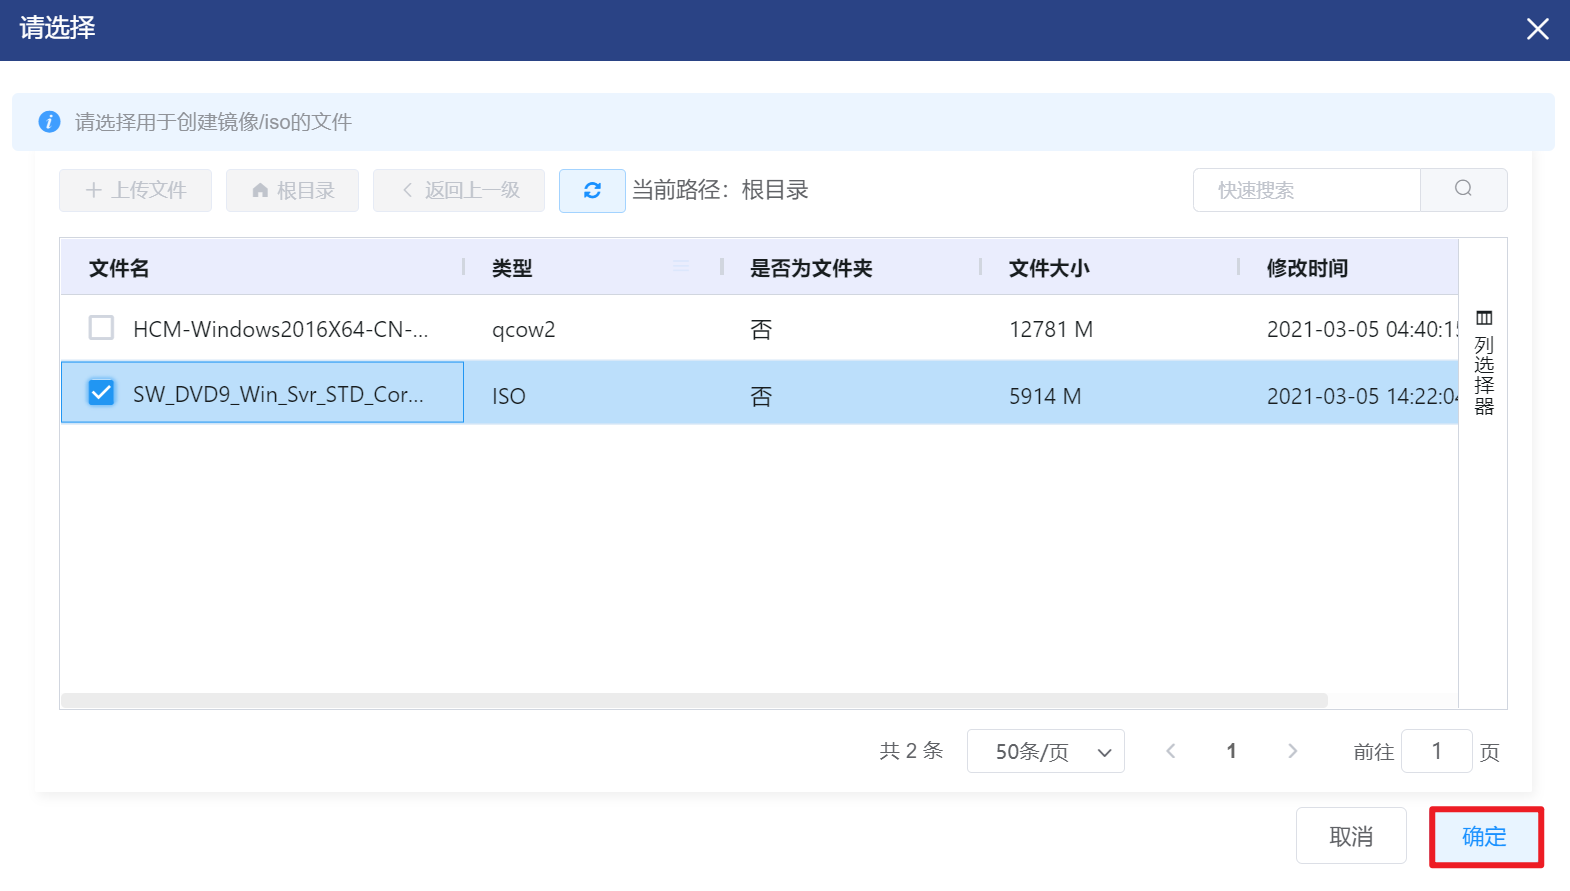 请选择
请选择用于创建镜像/iso的文件
上传文件 根目录 返回上一级 当前路径：根目录 快速搜索
文件名 类型 是否为文件夹 文件大小 修改时间
HCM-Windows2016X64-CN-... qcow2 否 12781 M 2021-03-05 04:40:15
SW_DVD9_Win_Svr_STD_Cor... ISO 否 5914 M 2021-03-05 14:22:04
列选择器
共 2 条 50条/页 1 前往 1 页
取消 确定